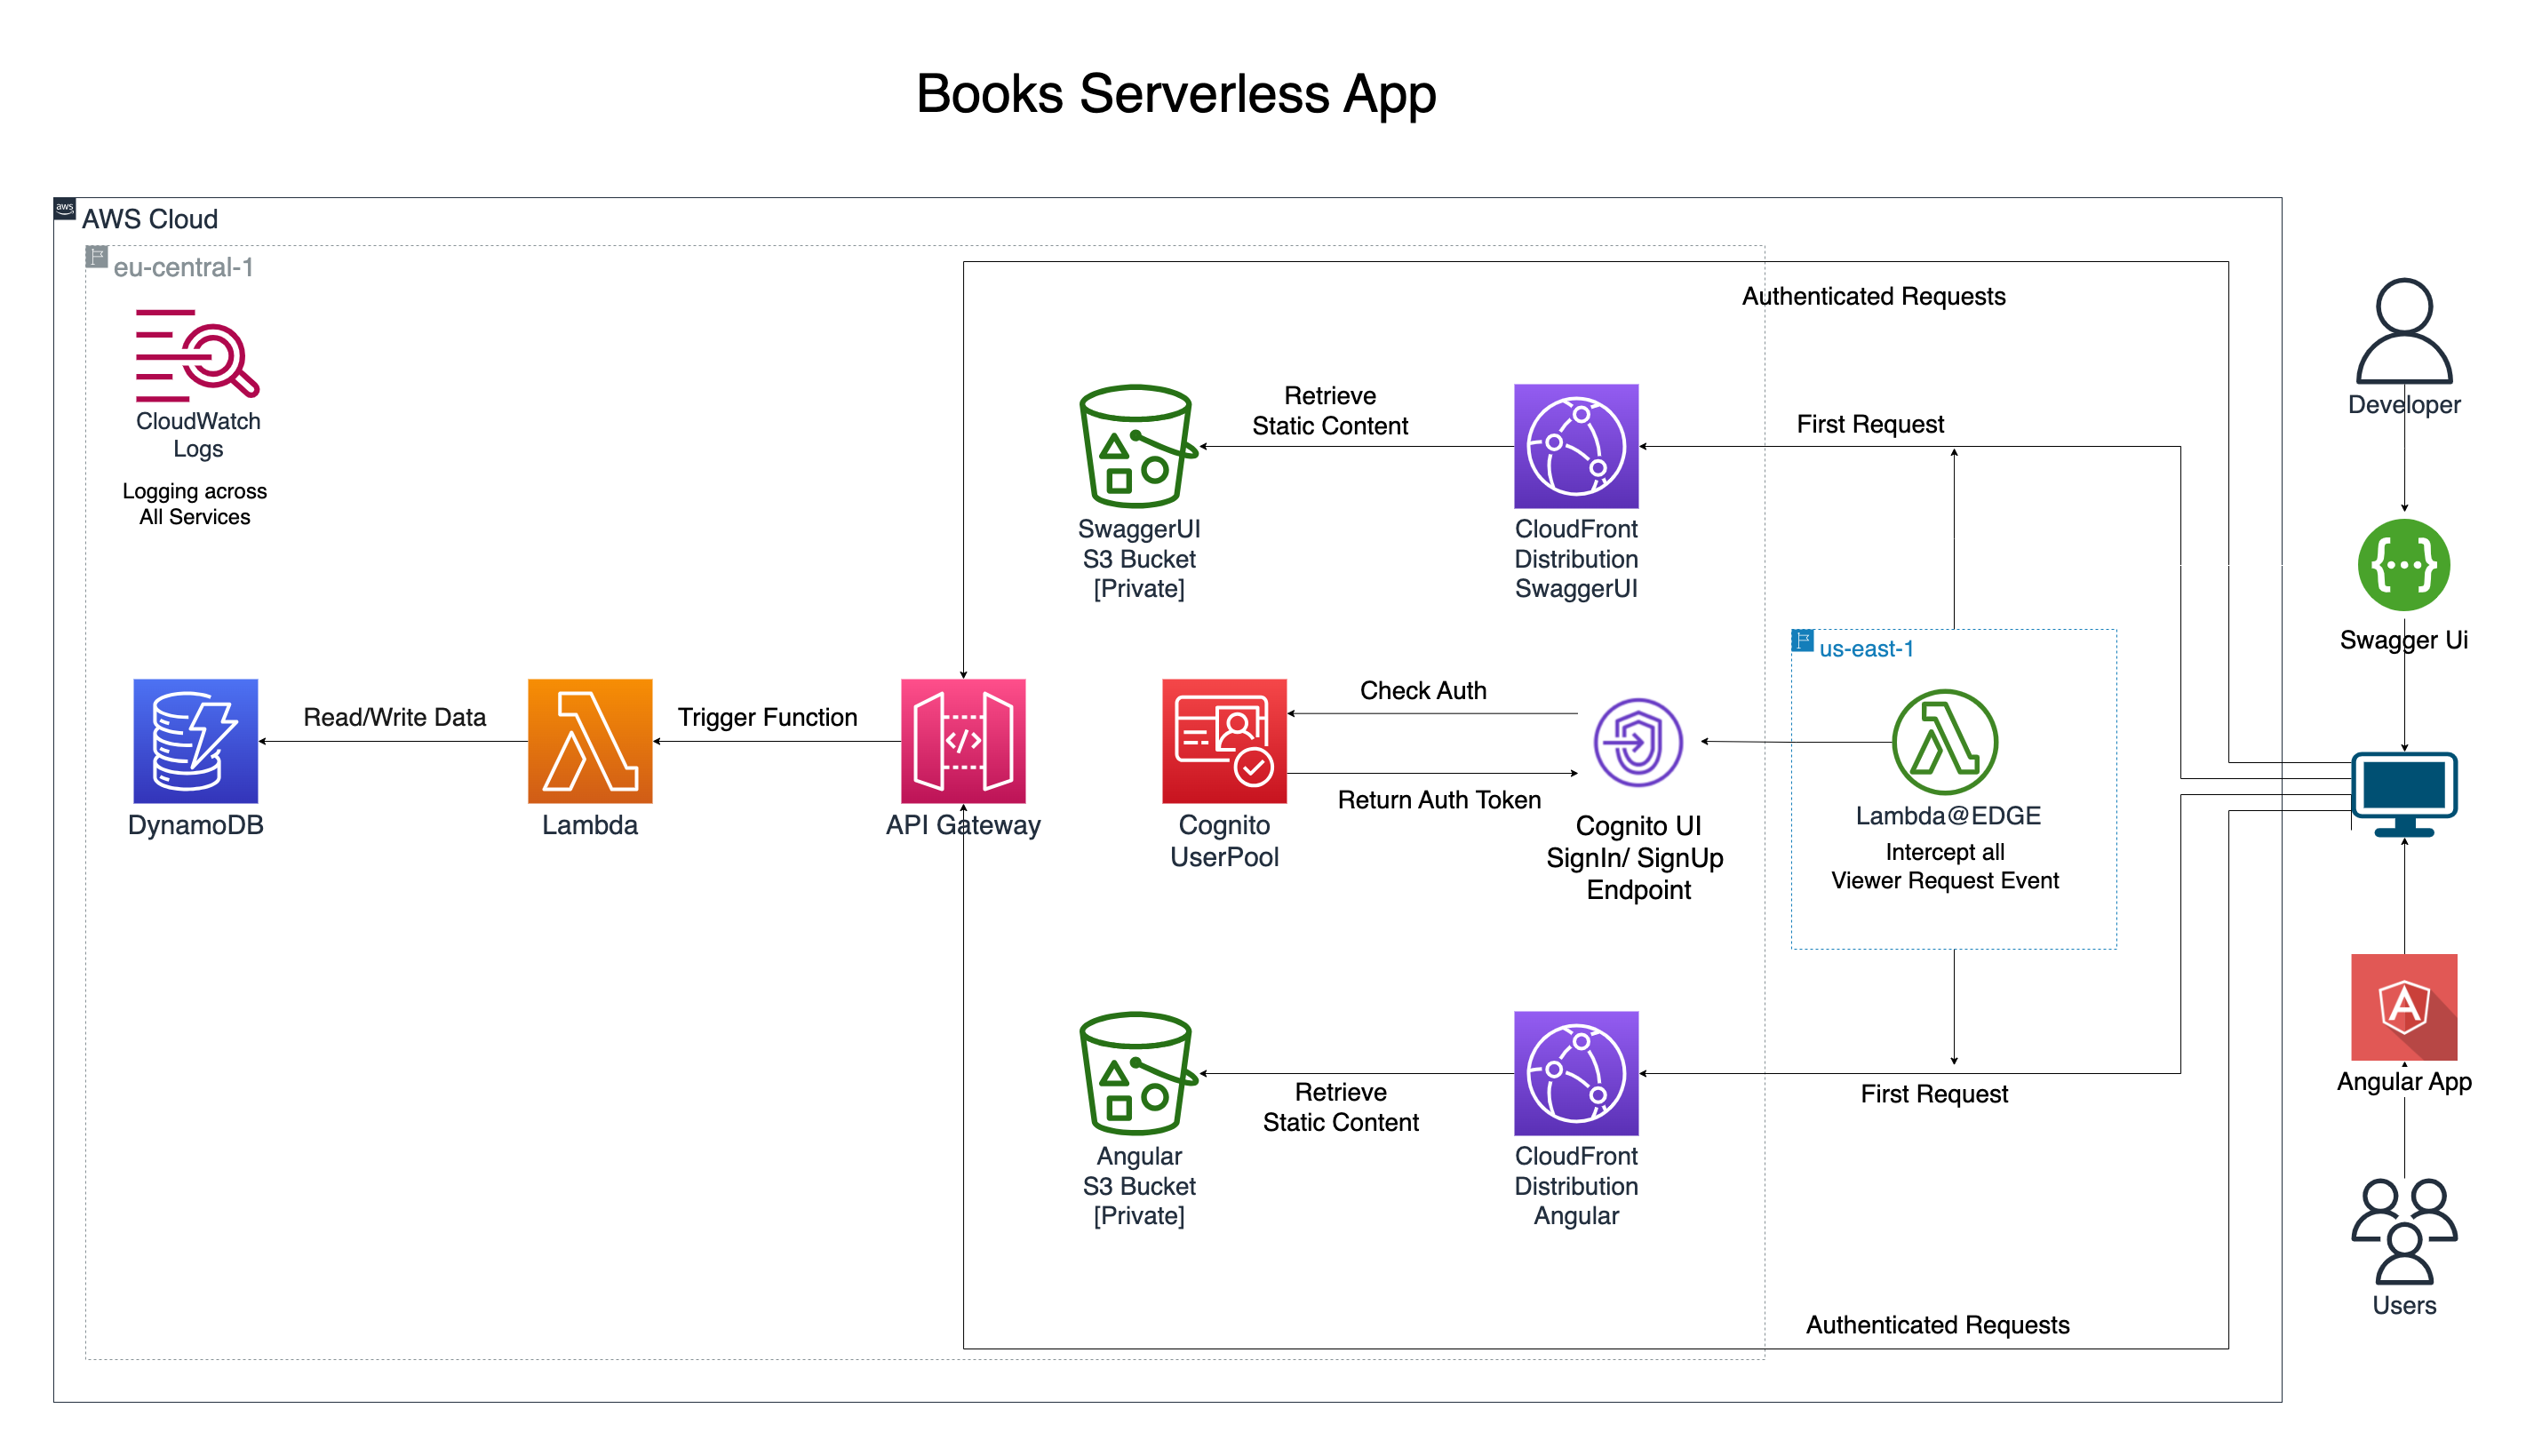 Books Serverless App
aws
AWS Cloud
eu-central-1
CloudWatch
Logs
Logging across
All Services
Authenticated Requests
Retrieve
Static Content
First Request
SwaggerUI
S3 Bucket
[Private]
CloudFront
Distribution
SwaggerUI
Developer
Swagger Ui
us-east-1
Read/Write Data
Trigger Function
Check Auth
Return Auth Token
DynamoDB
Lambda
API Gateway
Cognito
UserPool
Cognito UI
SignIn/ SignUp
Endpoint
Lambda@EDGE
Intercept all
Viewer Request Event
Retrieve
Static Content
First Request
Angular
S3 Bucket
[Private]
CloudFront
Distribution
Angular
A
Angular App
Users
Authenticated Requests